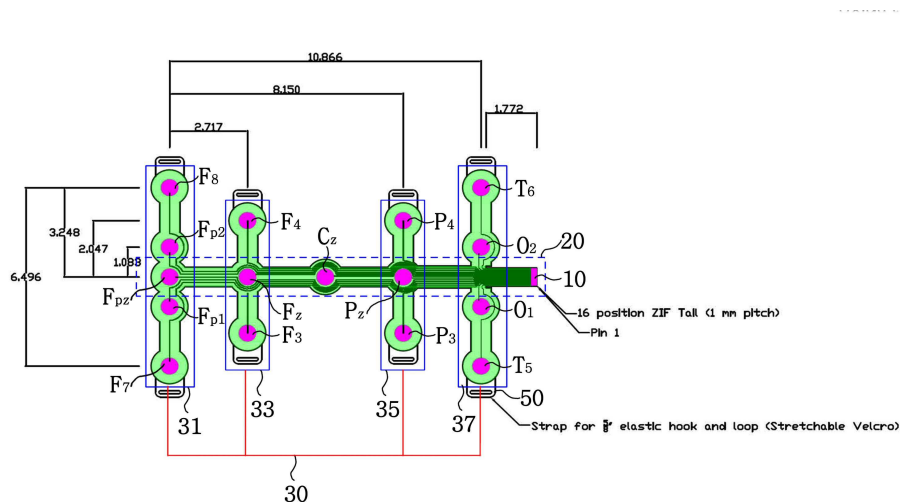 10.866
8.150
1.772
2.717
F8
T6
Fp2
F4
P4
3.248
2.047
Cz
O2
20
1.088
6.496
10
Fpz
Fz
Pz
O1
16 position ZIF Tail (1 mm pitch)
Fp1
F3
P3
Pin 1
F7
T5
31
33
35
37
50
Strap for 5/8" elastic hook and loop (Stretchable Velcro)
30